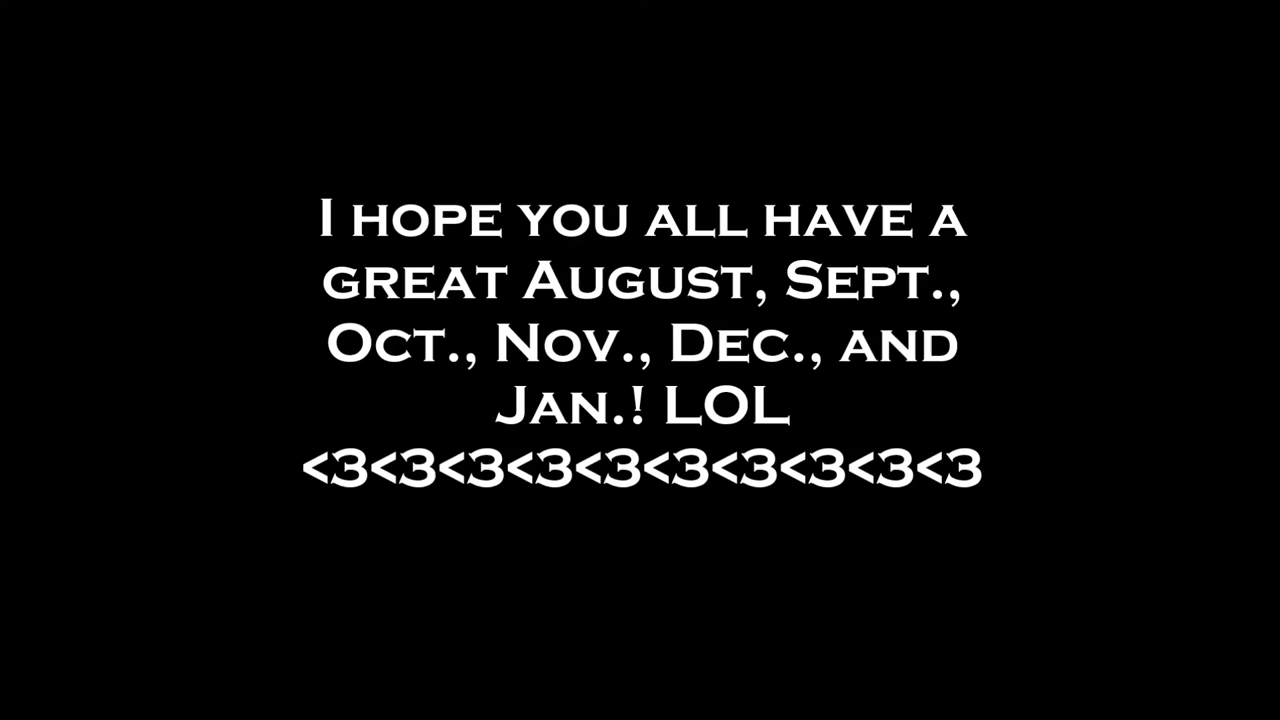 I hope you all have a
great August, Sept.,
Oct., Nov., Dec., and
Jan.! LOL
<3<3<3<3<3<3<3<3<3<3